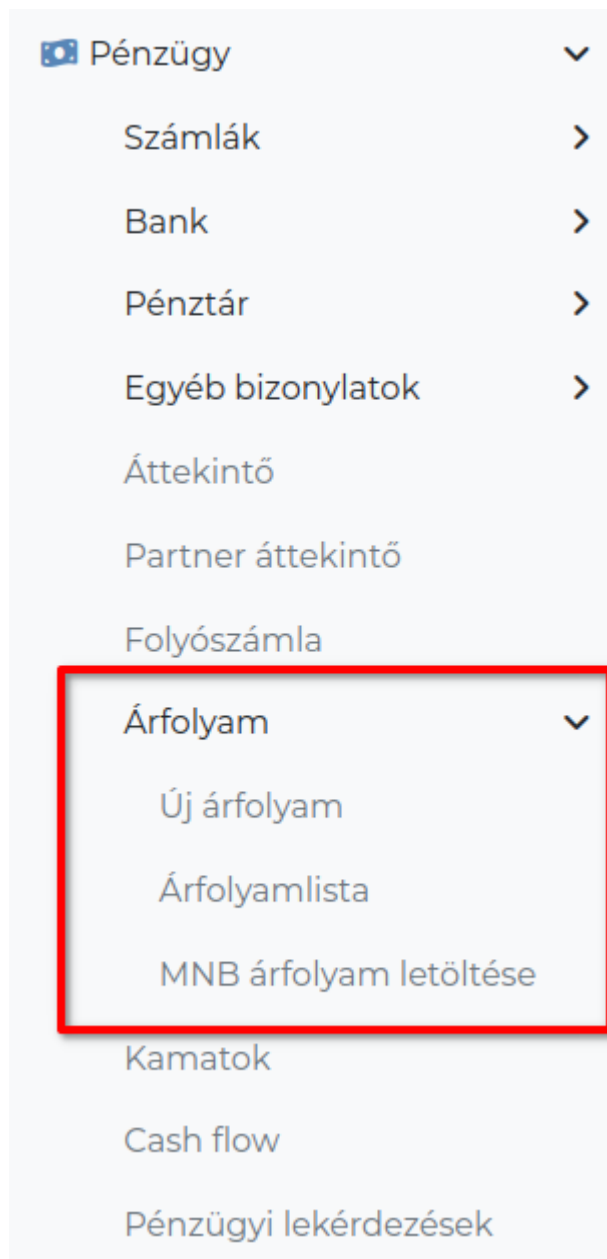 Pénzügy
Számlák
Bank
Pénztár
Egyéb bizonylatok
Áttekintő
Partner áttekintő
Folyószámla
Árfolyam
Új árfolyam
Árfolyamlista
MNB árfolyam letöltése
Kamatok
Cash flow
Pénzügyi lekérdezések